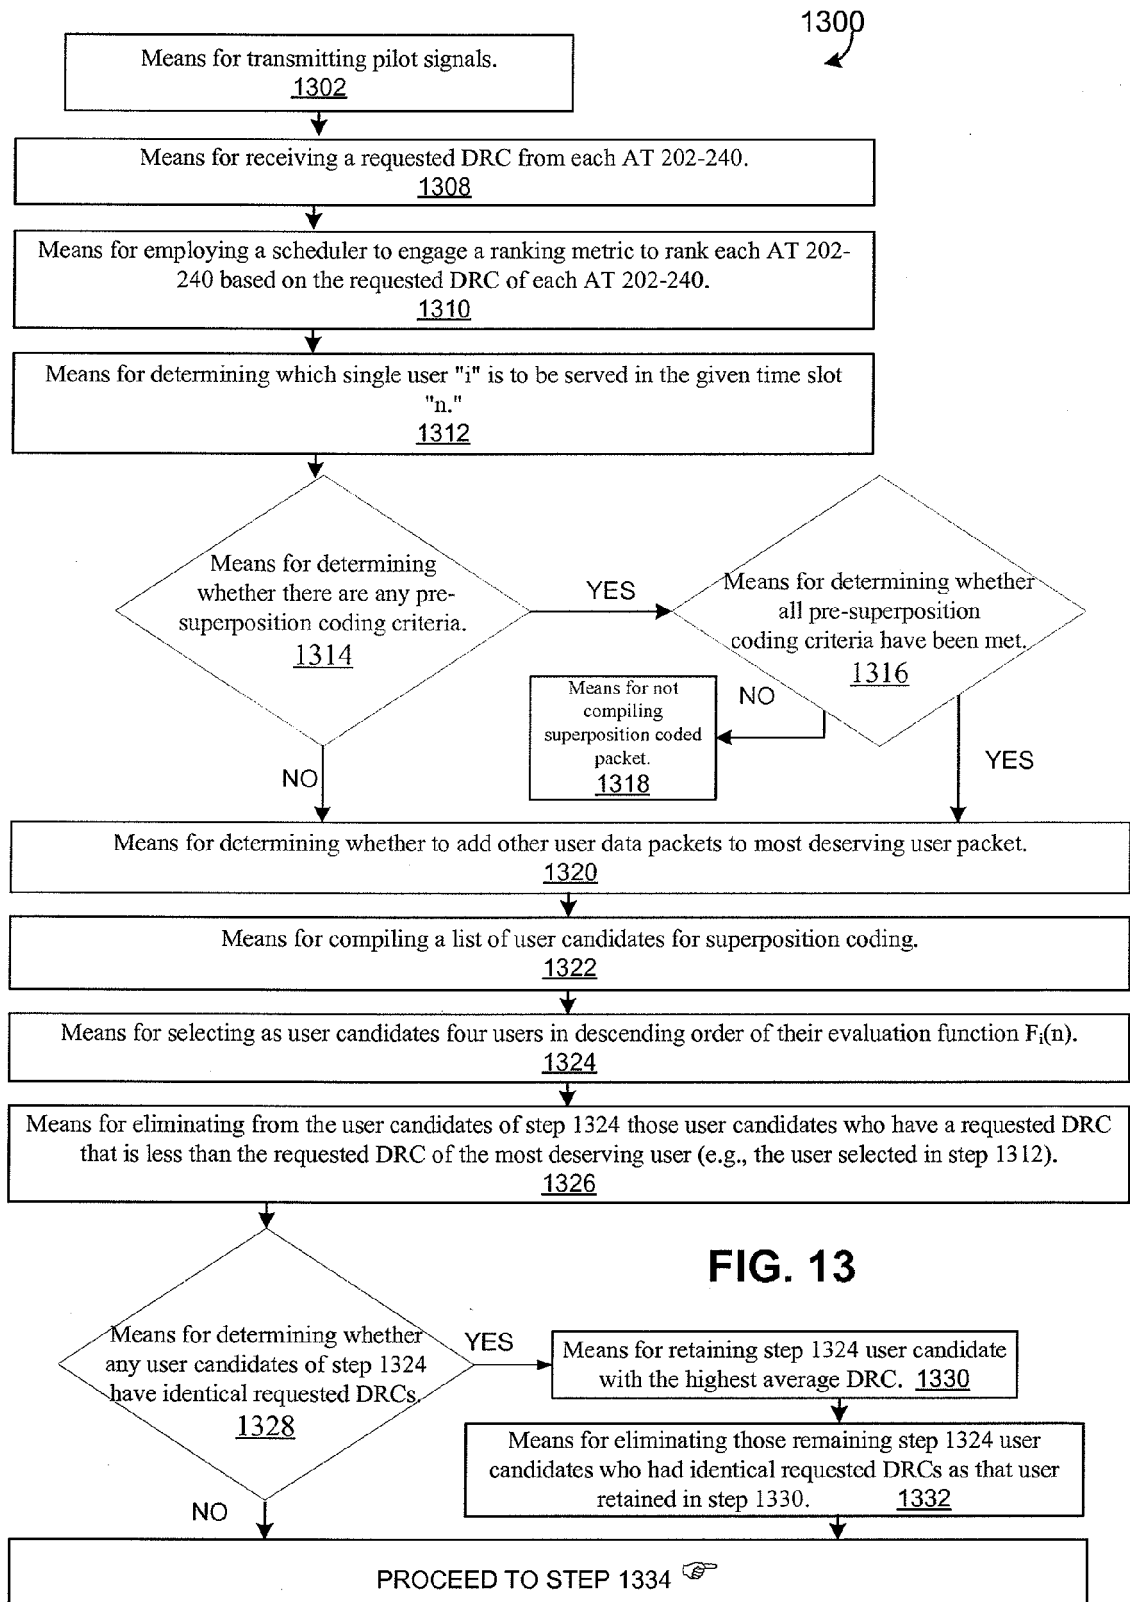 1300
Means for transmitting pilot signals.
1302
Means for receiving a requested DRC from each AT 202-240.
1308
Means for employing a scheduler to engage a ranking metric to rank each AT 202-
240 based on the requested DRC of each AT 202-240.
1310
Means for determining which single user "i" is to be served in the given time slot
"n."
1312
Means for determining
whether there are any pre-
superposition coding criteria.
1314
YES
Means for determining whether
all pre-superposition
coding criteria have been met.
1316
NO
Means for not
compiling
superposition coded
packet.
1318
YES
NO
Means for determining whether to add other user data packets to most deserving user packet.
1320
Means for compiling a list of user candidates for superposition coding.
1322
Means for selecting as user candidates four users in descending order of their evaluation function Fi(n).
1324
Means for eliminating from the user candidates of step 1324 those user candidates who have a requested DRC
that is less than the requested DRC of the most deserving user (e.g., the user selected in step 1312).
1326
FIG. 13
Means for determining whether
any user candidates of step 1324
have identical requested DRCs.
1328
YES
Means for retaining step 1324 user candidate
with the highest average DRC. 1330
Means for eliminating those remaining step 1324 user
candidates who had identical requested DRCs as that user
retained in step 1330. 1332
NO
PROCEED TO STEP 1334